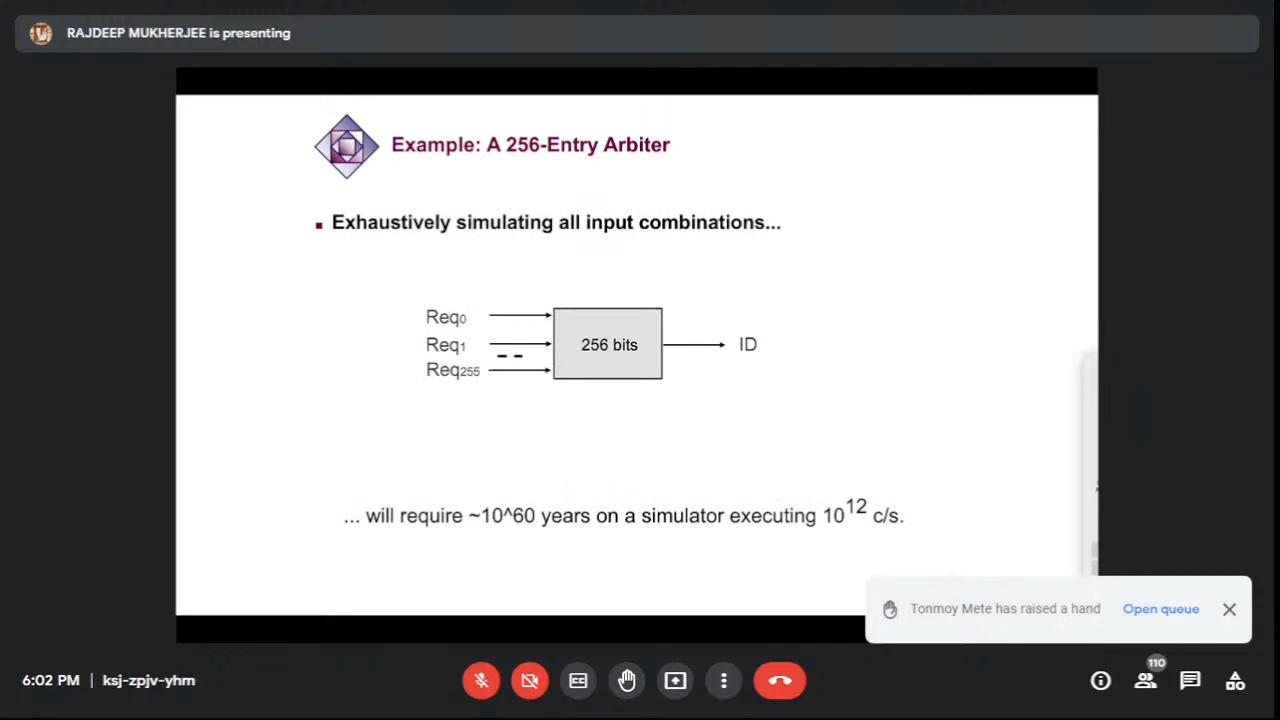 RAJDEEP MUKHERJEE is presenting
Example: A 256-Entry Arbiter
Exhaustively simulating all input combinations...
Req0
Req1
Req255
256 bits
ID
... will require ~10^60 years on a simulator executing 10^12 c/s.
Tonmoy Mete has raised a hand Open queue
6:02 PM | ksj-zpjv-yhm
110